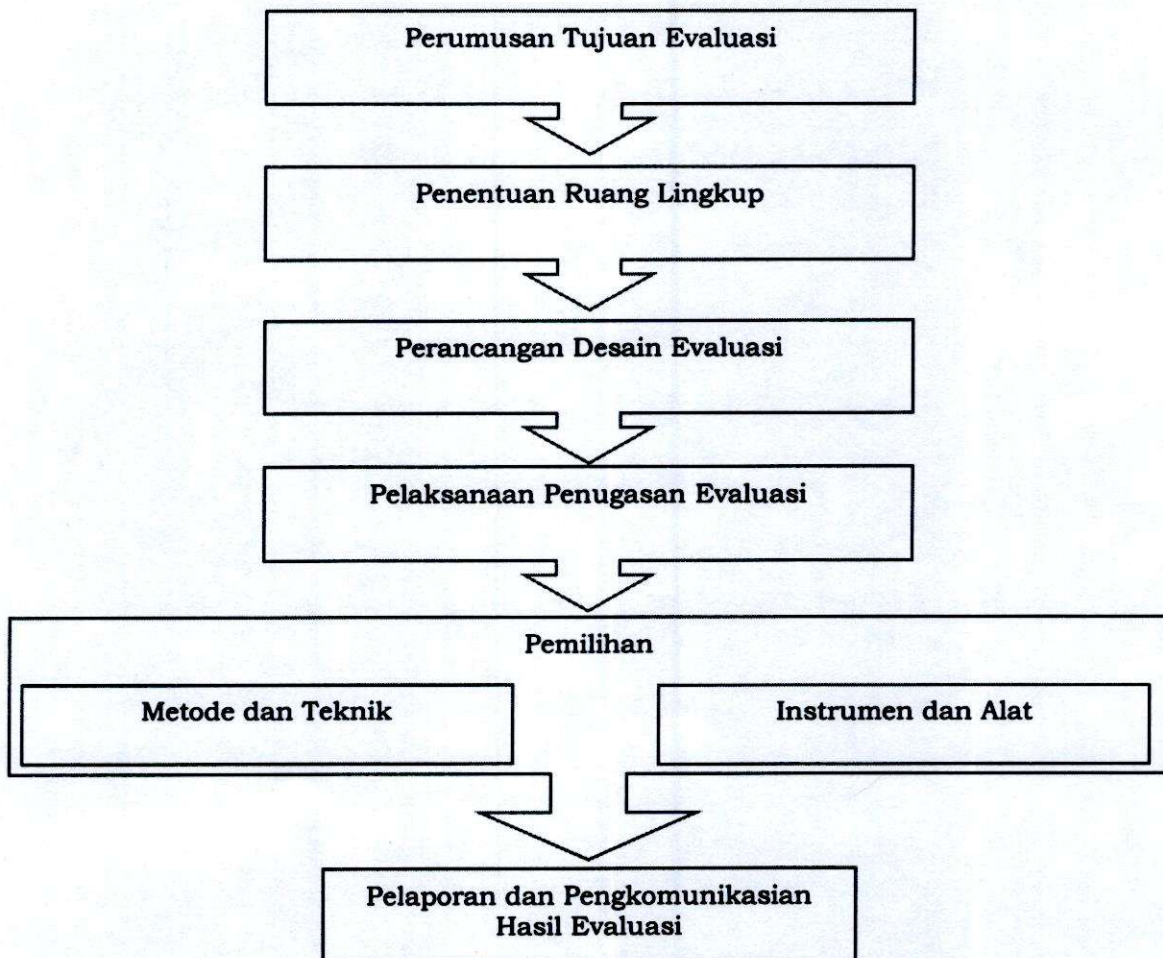 Perumusan Tujuan Evaluasi
Penentuan Ruang Lingkup
Perancangan Desain Evaluasi
Pelaksanaan Penugasan Evaluasi
Pemilihan
Metode dan Teknik
Instrumen dan Alat
Pelaporan dan Pengkomunikasian
Hasil Evaluasi